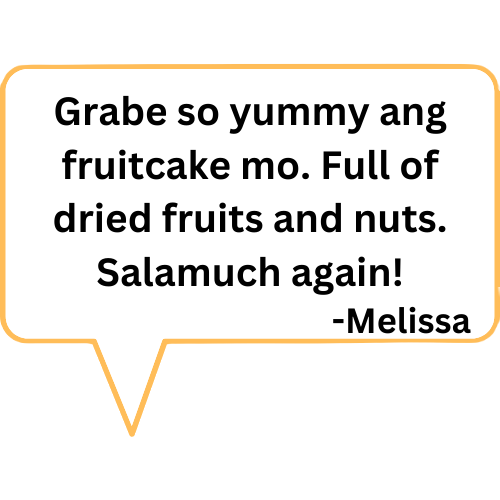 Grabe so yummy ang
fruitcake mo. Full of
dried fruits and nuts.
Salamuch again!
-Melissa